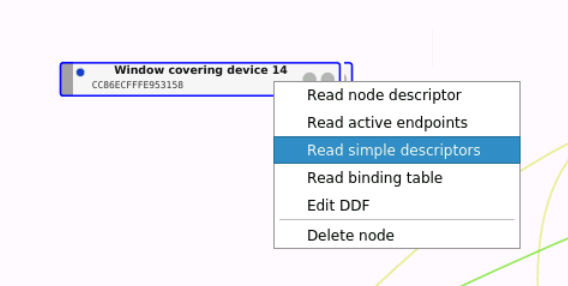 Window covering device 14
CC86ECFFFE953158
Read node descriptor
Read active endpoints
Read simple descriptors
Read binding table
Edit DDF
Delete node